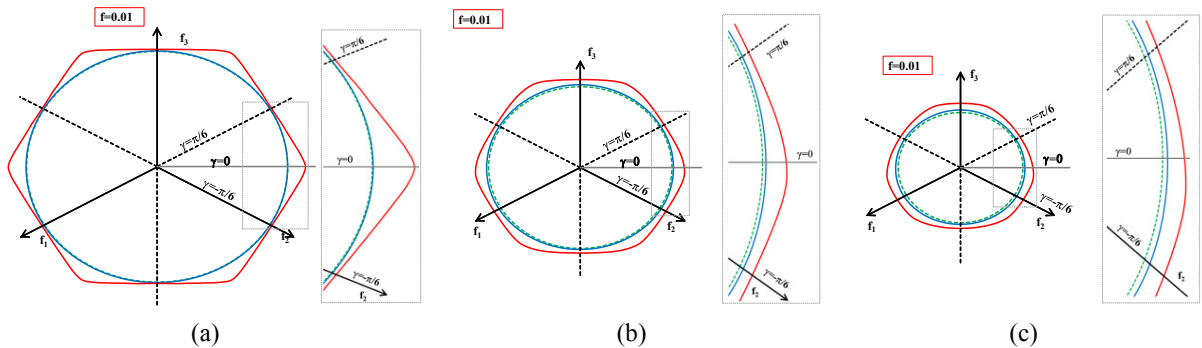 f=0.01
f₃
γ=π/6
γ=0
γ=-π/6
f₁
f₂
γ=π/6
γ=0
γ=-π/6
f₂
(a)
f=0.01
f₃
γ=π/6
γ=0
γ=-π/6
f₁
f₂
γ=π/6
γ=0
γ=-π/6
f₂
(b)
f=0.01
f₃
γ=π/6
γ=0
γ=-π/6
f₁
f₂
γ=π/6
γ=0
γ=-π/6
(c)